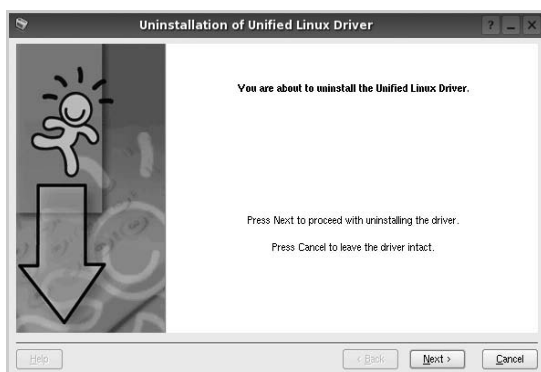 Uninstallation of Unified Linux Driver
You are about to uninstall the Unified Linux Driver.
Press Next to proceed with uninstalling the driver.
Press Cancel to leave the driver intact.
Help
< Back
Next >
Cancel